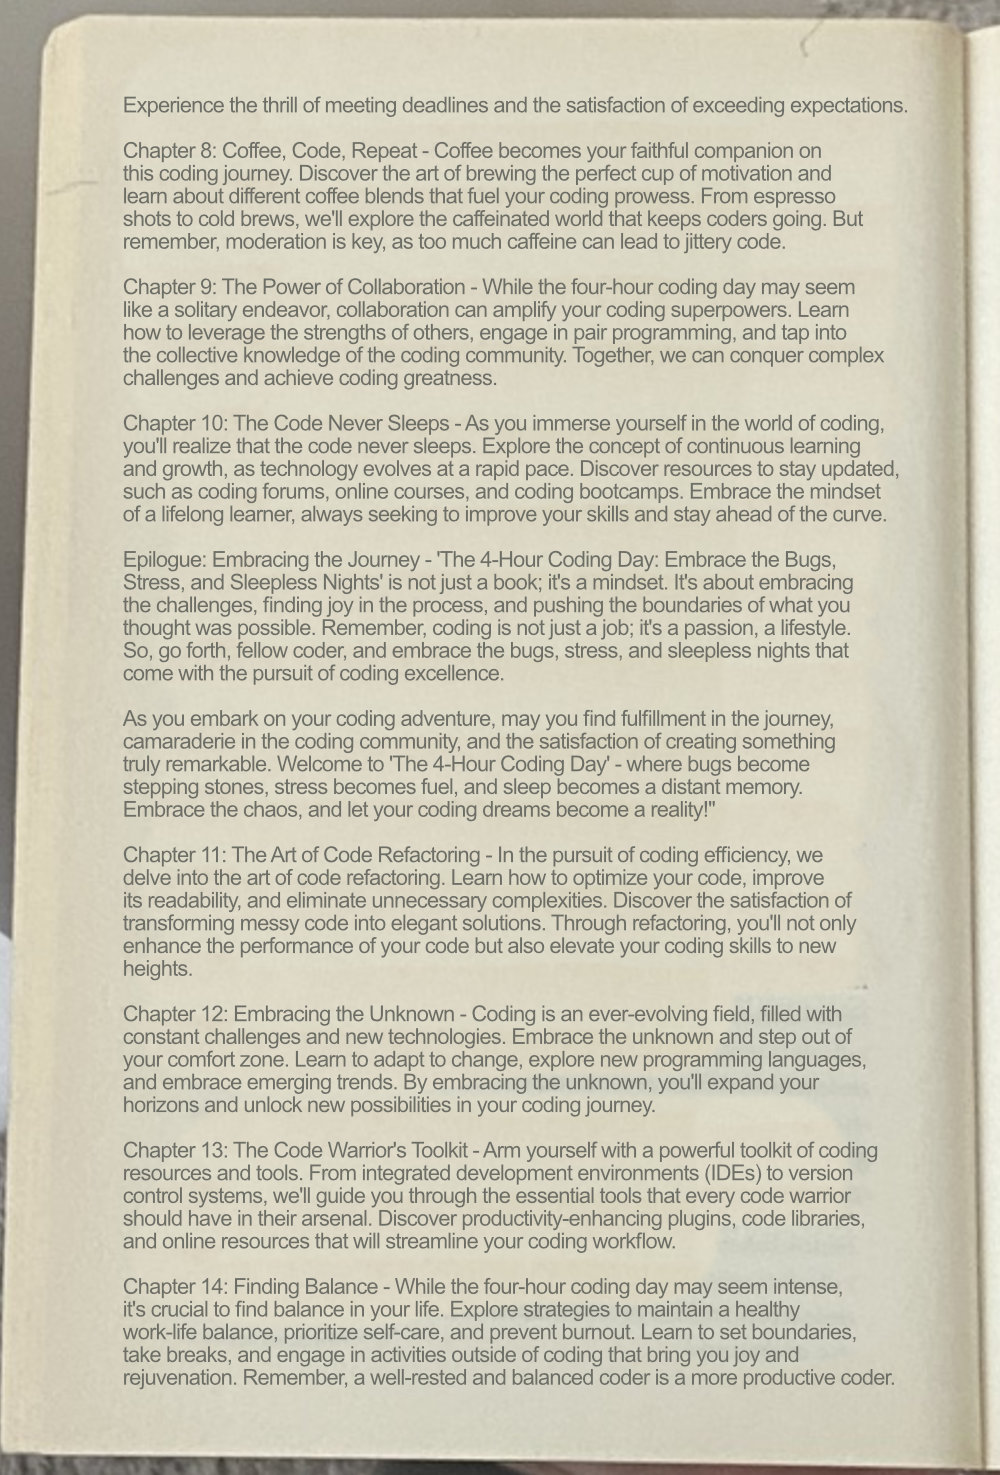 Experience the thrill of meeting deadlines and the satisfaction of exceeding expectations.
Chapter 8: Coffee, Code, Repeat - Coffee becomes your faithful companion on
this coding journey. Discover the art of brewing the perfect cup of motivation and
learn about different coffee blends that fuel your coding prowess. From espresso
shots to cold brews, we'll explore the caffeinated world that keeps coders going. But
remember, moderation is key, as too much caffeine can lead to jittery code.
Chapter 9: The Power of Collaboration - While the four-hour coding day may seem
like a solitary endeavor, collaboration can amplify your coding superpowers. Learn
how to leverage the strengths of others, engage in pair programming, and tap into
the collective knowledge of the coding community. Together, we can conquer complex
challenges and achieve coding greatness.
Chapter 10: The Code Never Sleeps - As you immerse yourself in the world of coding,
you'll realize that the code never sleeps. Explore the concept of continuous learning
and growth, as technology evolves at a rapid pace. Discover resources to stay updated,
such as coding forums, online courses, and coding bootcamps. Embrace the mindset
of a lifelong learner, always seeking to improve your skills and stay ahead of the curve.
Epilogue: Embracing the Journey - 'The 4-Hour Coding Day: Embrace the Bugs,
Stress, and Sleepless Nights' is not just a book; it's a mindset. It's about embracing
the challenges, finding joy in the process, and pushing the boundaries of what you
thought was possible. Remember, coding is not just a job; it's a passion, a lifestyle.
So, go forth, fellow coder, and embrace the bugs, stress, and sleepless nights that
come with the pursuit of coding excellence.
As you embark on your coding adventure, may you find fulfillment in the journey,
camaraderie in the coding community, and the satisfaction of creating something
truly remarkable. Welcome to 'The 4-Hour Coding Day' - where bugs become
stepping stones, stress becomes fuel, and sleep becomes a distant memory.
Embrace the chaos, and let your coding dreams become a reality!"
Chapter 11: The Art of Code Refactoring - In the pursuit of coding efficiency, we
delve into the art of code refactoring. Learn how to optimize your code, improve
its readability, and eliminate unnecessary complexities. Discover the satisfaction of
transforming messy code into elegant solutions. Through refactoring, you'll not only
enhance the performance of your code but also elevate your coding skills to new
heights.
Chapter 12: Embracing the Unknown - Coding is an ever-evolving field, filled with
constant challenges and new technologies. Embrace the unknown and step out of
your comfort zone. Learn to adapt to change, explore new programming languages,
and embrace emerging trends. By embracing the unknown, you'll expand your
horizons and unlock new possibilities in your coding journey.
Chapter 13: The Code Warrior's Toolkit - Arm yourself with a powerful toolkit of coding
resources and tools. From integrated development environments (IDEs) to version
control systems, we'll guide you through the essential tools that every code warrior
should have in their arsenal. Discover productivity-enhancing plugins, code libraries,
and online resources that will streamline your coding workflow.
Chapter 14: Finding Balance - While the four-hour coding day may seem intense,
it's crucial to find balance in your life. Explore strategies to maintain a healthy
work-life balance, prioritize self-care, and prevent burnout. Learn to set boundaries,
take breaks, and engage in activities outside of coding that bring you joy and
rejuvenation. Remember, a well-rested and balanced coder is a more productive coder.